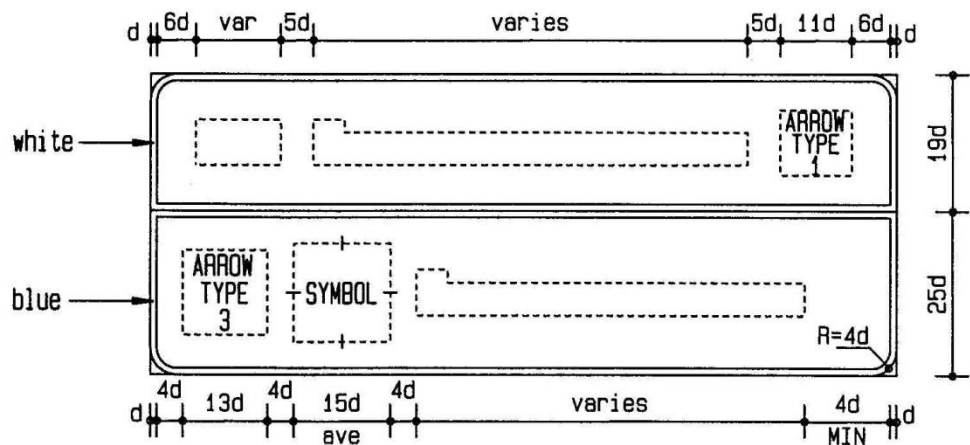 d 6d var 5d varies 5d 11d 6d d
white
ARROW
TYPE
1
19d
blue
ARROW
TYPE
3
SYMBOL
25d
R=4d
d 4d 13d 4d 15d 4d varies 4d d
ave MIN